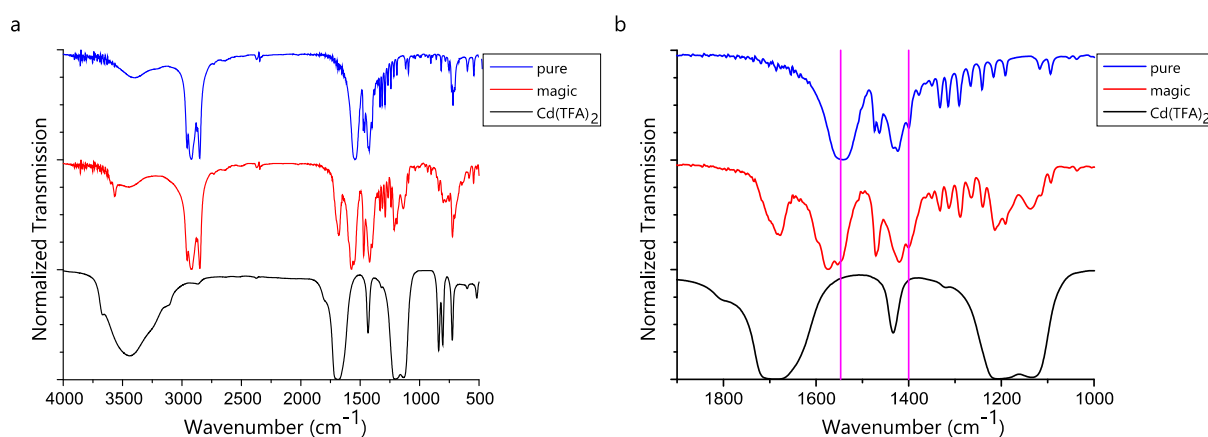 a
pure
magic
Cd(TFA)2
Normalized Transmission
4000 3500 3000 2500 2000 1500 1000 500
Wavenumber (cm-1)
b
pure
magic
Cd(TFA)2
Normalized Transmission
1800 1600 1400 1200 1000
Wavenumber (cm-1)